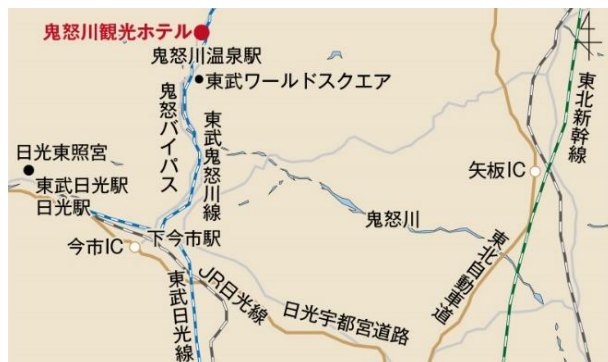 鬼怒川観光ホテル
鬼怒川温泉駅
東武ワールドスクエア
鬼怒バイパス
東武鬼怒川線
東北新幹線
日光東照宮
東武日光駅
日光駅
矢板IC
鬼怒川
下今市駅
今市IC
東武日光線
JR日光線
日光宇都宮道路
東北自動車道
4